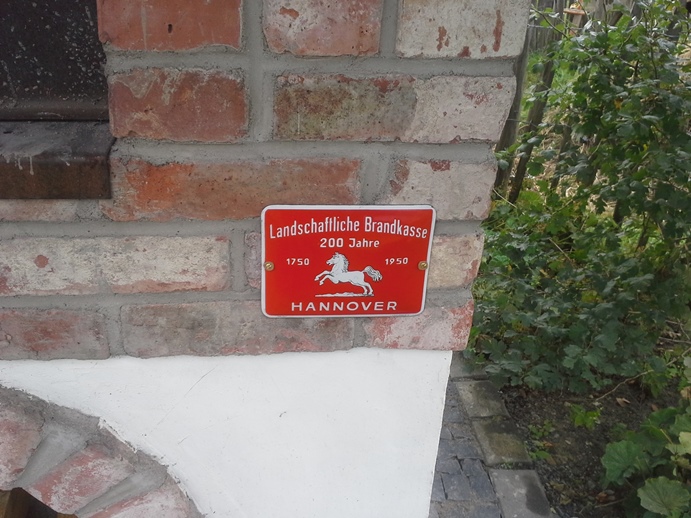 Landschaftliche Brandkasse
200 Jahre
1750 1950
HANNOVER